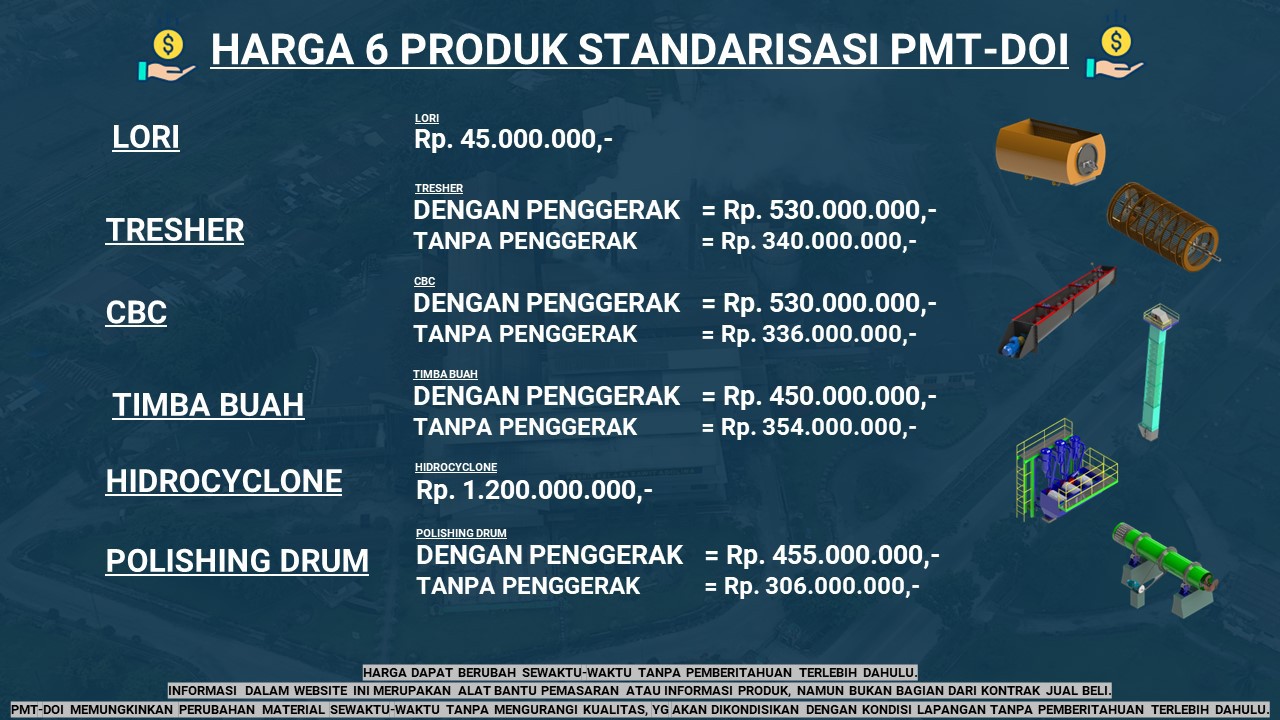 HARGA 6 PRODUK STANDARISASI PMT-DOI
LORI
LORI
Rp. 45.000.000,-
TRESHER
TRESHER
DENGAN PENGGERAK = Rp. 530.000.000,-
TANPA PENGGERAK = Rp. 340.000.000,-
CBC
CBC
DENGAN PENGGERAK = Rp. 530.000.000,-
TANPA PENGGERAK = Rp. 336.000.000,-
TIMBA BUAH
TIMBA BUAH
DENGAN PENGGERAK = Rp. 450.000.000,-
TANPA PENGGERAK = Rp. 354.000.000,-
HIDROCYCLONE
HIDROCYCLONE
Rp. 1.200.000.000,-
POLISHING DRUM
POLISHING DRUM
DENGAN PENGGERAK = Rp. 455.000.000,-
TANPA PENGGERAK = Rp. 306.000.000,-
HARGA DAPAT BERUBAH SEWAKTU-WAKTU TANPA PEMBERITAHUAN TERLEBIH DAHULU.
INFORMASI DALAM WEBSITE INI MERUPAKAN ALAT BANTU PEMASARAN ATAU INFORMASI PRODUK, NAMUN BUKAN BAGIAN DARI KONTRAK JUAL BELI.
PMT-DOI MEMUNGKINKAN PERUBAHAN MATERIAL SEWAKTU-WAKTU TANPA MENGURANGI KUALITAS, YG AKAN DIKONDISIKAN DENGAN KONDISI LAPANGAN TANPA PEMBERITAHUAN TERLEBIH DAHULU.